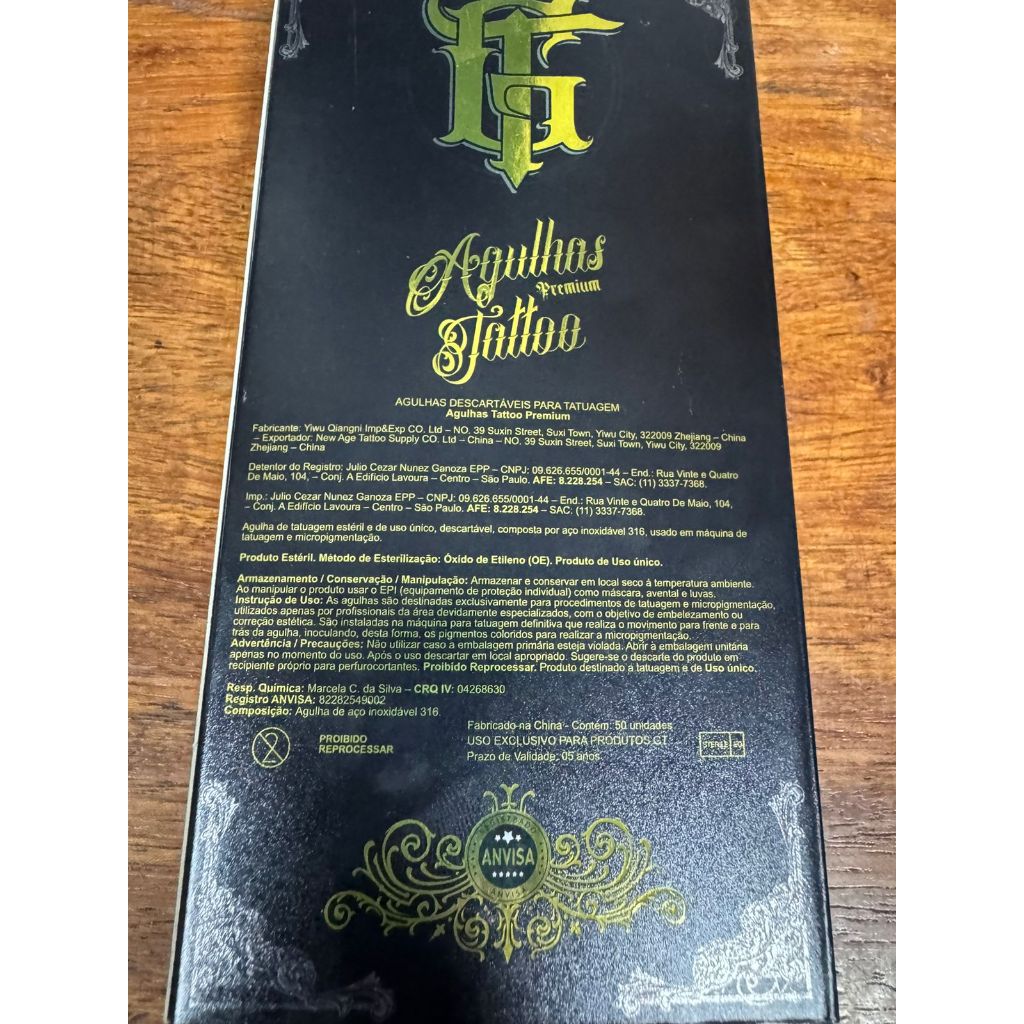 GT
Agulhas
Premium
Tattoo
AGULHAS DESCARTÁVEIS PARA TATUAGEM
Agulhas Tattoo Premium
Fabricante: Yiwu Qiangni Imp&Exp CO. Ltd – NO. 39 Suxin Street, Suxi Town, Yiwu City, 322009 Zhejiang – China
– Exportador: New Age Tattoo Supply CO. Ltd – China – NO. 39 Suxin Street, Suxi Town, Yiwu City, 322009
Zhejiang – China
Detentor do Registro: Julio Cezar Nunez Ganoza EPP – CNPJ: 09.626.655/0001-44 – End.: Rua Vinte e Quatro
De Maio, 104, – Conj. A Edifício Lavoura – Centro – São Paulo. AFE: 8.228.254 – SAC: (11) 3337-7368.
Imp.: Julio Cezar Nunez Ganoza EPP – CNPJ: 09.626.655/0001-44 – End.: Rua Vinte e Quatro De Maio, 104,
– Conj. A Edifício Lavoura – Centro – São Paulo. AFE: 8.228.254 – SAC: (11) 3337-7368.
Agulha de tatuagem estéril e de uso único, descartável, composta por aço inoxidável 316, usado em máquina de
tatuagem e micropigmentação.
Produto Estéril. Método de Esterilização: Óxido de Etileno (OE). Produto de Uso único.
Armazenamento / Conservação / Manipulação: Armazenar e conservar em local seco à temperatura ambiente.
Ao manipular o produto usar o EPI (equipamento de proteção individual) como máscara, avental e luvas.
Instrução de Uso: As agulhas são destinadas exclusivamente para procedimentos de tatuagem e micropigmentação,
utilizados apenas por profissionais da área devidamente especializados, com o objetivo de embelezamento ou
correção estética. São instaladas na máquina para tatuagem definitiva que realiza o movimento para frente e para
trás da agulha, inoculando, desta forma, os pigmentos coloridos para realizar a micropigmentação.
Advertência / Precauções: Não utilizar caso a embalagem primária esteja violada. Abrir a embalagem unitária
apenas no momento do uso. Após o uso descartar em local apropriado. Sugere-se o descarte do produto em
recipiente próprio para perfurocortantes. Proibido Reprocessar. Produto destinado a tatuagem e de Uso único.
Resp. Química: Marcela C. da Silva – CRQ IV: 04268630
Registro ANVISA: 82282549002
Composição: Agulha de aço inoxidável 316.
2
PROIBIDO
REPROCESSAR
Fabricado na China - Contém: 50 unidades
USO EXCLUSIVO PARA PRODUTOS GT
Prazo de Validade: 05 anos
STERILE EO
REGISTRADO
ANVISA
ANVISA